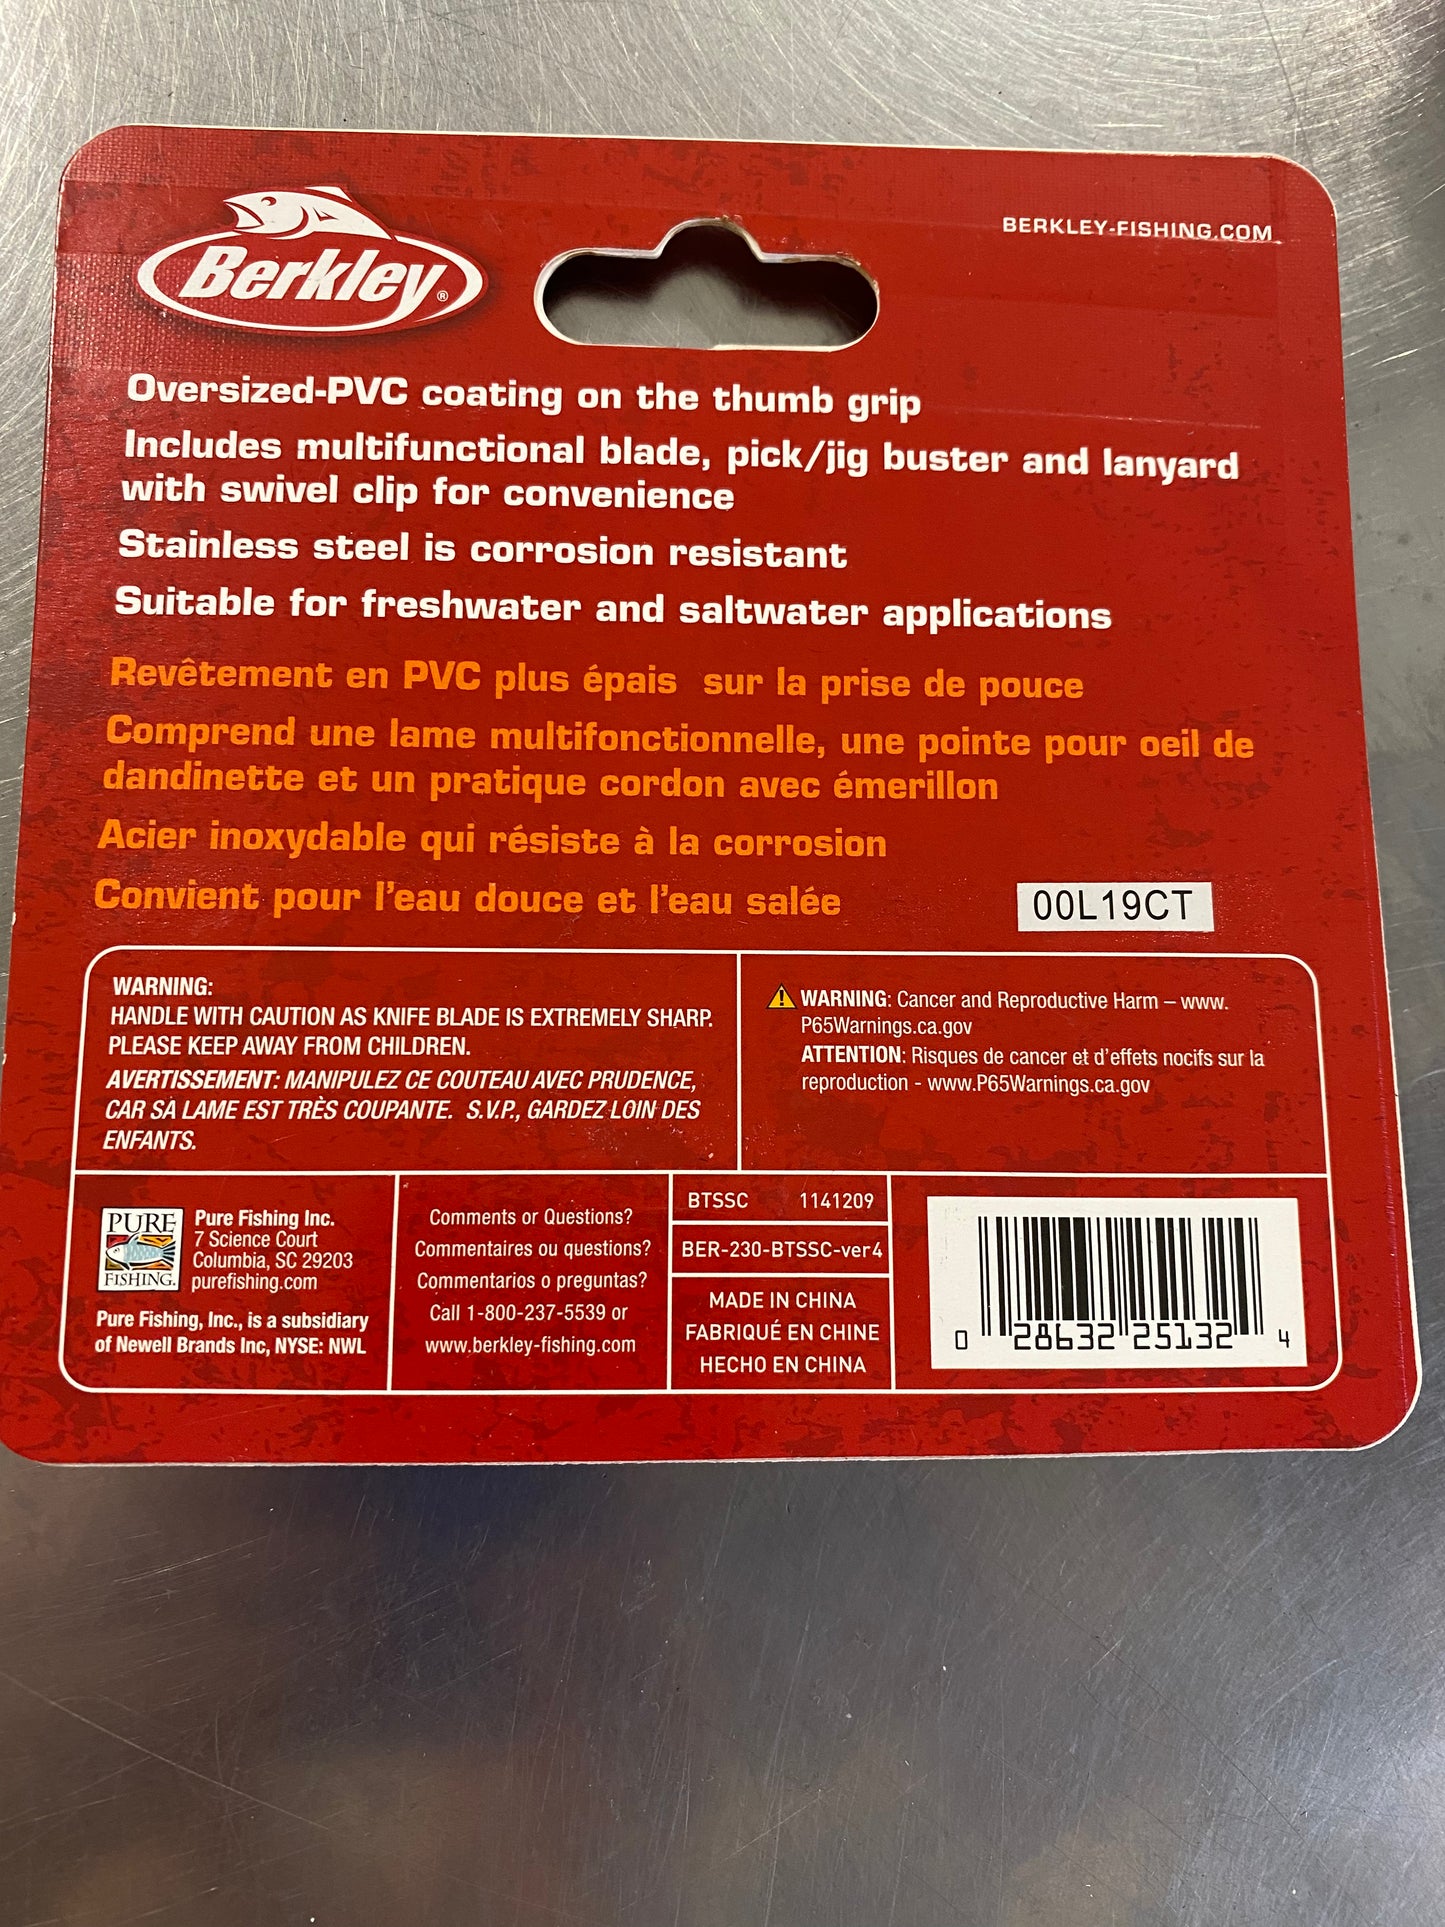 Berkley®
BERKLEY-FISHING.COM
Oversized-PVC coating on the thumb grip
Includes multifunctional blade, pick/jig buster and lanyard
with swivel clip for convenience
Stainless steel is corrosion resistant
Suitable for freshwater and saltwater applications
Revêtement en PVC plus épais sur la prise de pouce
Comprend une lame multifonctionnelle, une pointe pour oeil de
dandinette et un pratique cordon avec émerillon
Acier inoxydable qui résiste à la corrosion
Convient pour l'eau douce et l'eau salée
00L19CT
WARNING:
HANDLE WITH CAUTION AS KNIFE BLADE IS EXTREMELY SHARP.
PLEASE KEEP AWAY FROM CHILDREN.
AVERTISSEMENT: MANIPULEZ CE COUTEAU AVEC PRUDENCE,
CAR SA LAME EST TRÈS COUPANTE. S.V.P., GARDEZ LOIN DES
ENFANTS.
WARNING: Cancer and Reproductive Harm – www.
P65Warnings.ca.gov
ATTENTION: Risques de cancer et d'effets nocifs sur la
reproduction - www.P65Warnings.ca.gov
PURE
FISHING.
Pure Fishing Inc.
7 Science Court
Columbia, SC 29203
purefishing.com
Pure Fishing, Inc., is a subsidiary
of Newell Brands Inc, NYSE: NWL
Comments or Questions?
Commentaires ou questions?
Commentarios o preguntas?
Call 1-800-237-5539 or
www.berkley-fishing.com
BTSSC 1141209
BER-230-BTSSC-ver4
MADE IN CHINA
FABRIQUÉ EN CHINE
HECHO EN CHINA
0 28632 25132 4